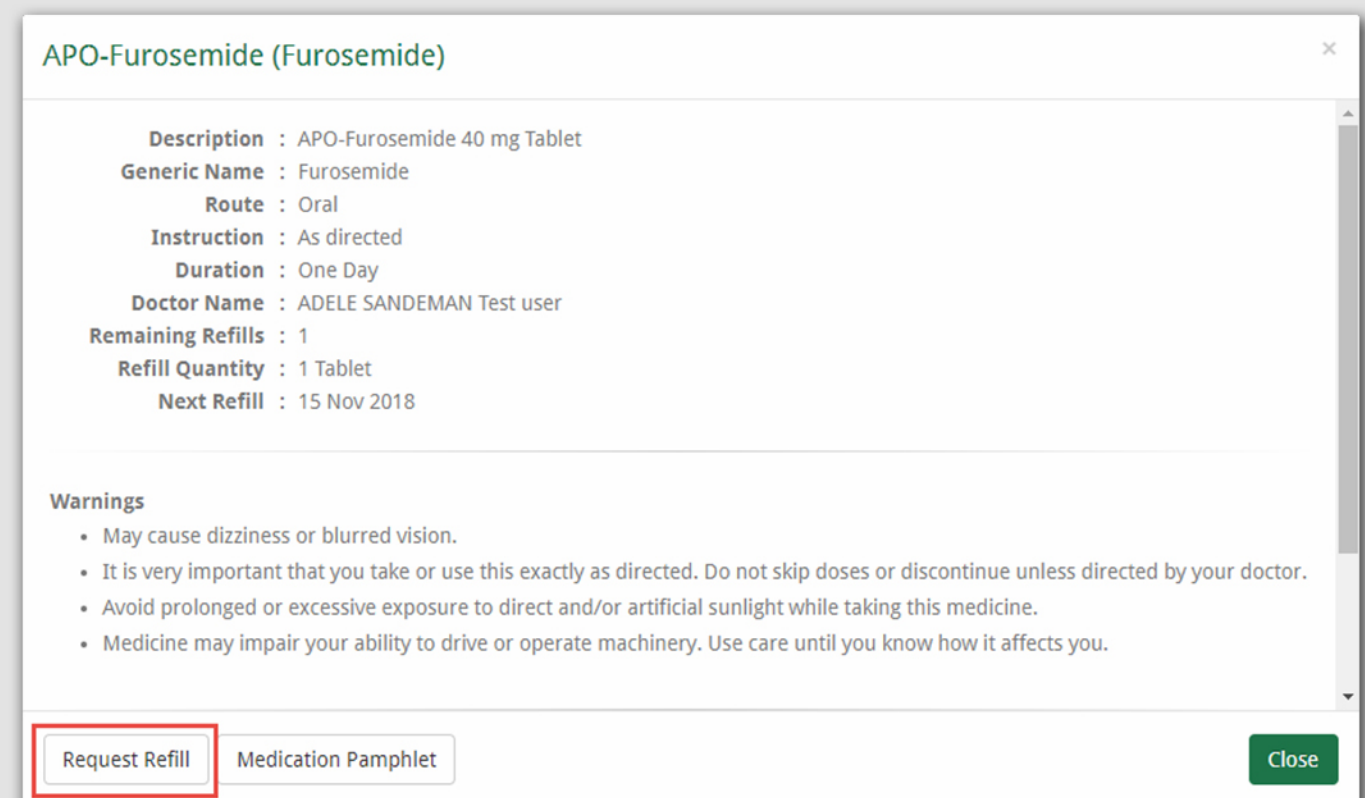 APO-Furosemide (Furosemide) ×
Description : APO-Furosemide 40 mg Tablet
Generic Name : Furosemide
Route : Oral
Instruction : As directed
Duration : One Day
Doctor Name : ADELE SANDEMAN Test user
Remaining Refills : 1
Refill Quantity : 1 Tablet
Next Refill : 15 Nov 2018
Warnings
• May cause dizziness or blurred vision.
• It is very important that you take or use this exactly as directed. Do not skip doses or discontinue unless directed by your doctor.
• Avoid prolonged or excessive exposure to direct and/or artificial sunlight while taking this medicine.
• Medicine may impair your ability to drive or operate machinery. Use care until you know how it affects you.
Request Refill Medication Pamphlet Close